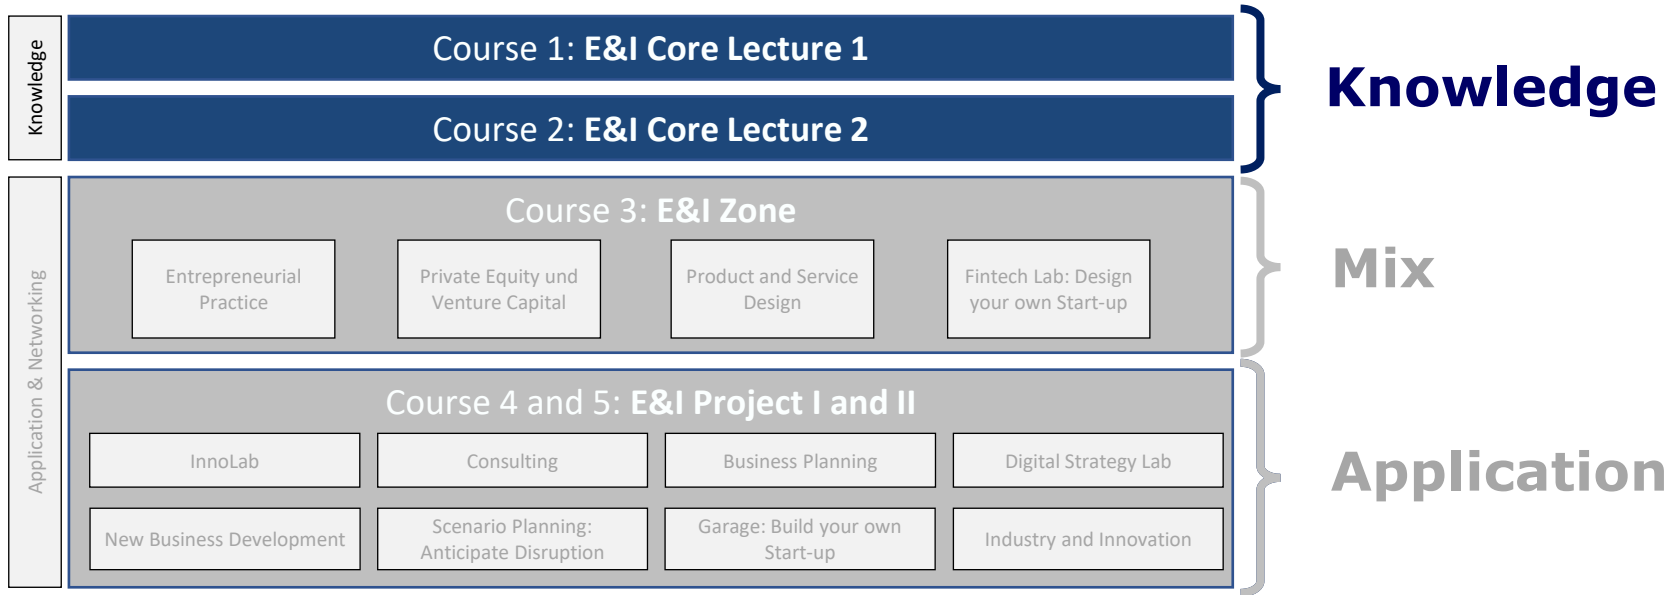 Knowledge
Course 1: E&I Core Lecture 1
Course 2: E&I Core Lecture 2
Knowledge
Application & Networking
Course 3: E&I Zone
Entrepreneurial
Practice
Private Equity und
Venture Capital
Product and Service
Design
Fintech Lab: Design
your own Start-up
Mix
Course 4 and 5: E&I Project I and II
InnoLab
Consulting
Business Planning
Digital Strategy Lab
New Business Development
Scenario Planning:
Anticipate Disruption
Garage: Build your own
Start-up
Industry and Innovation
Application